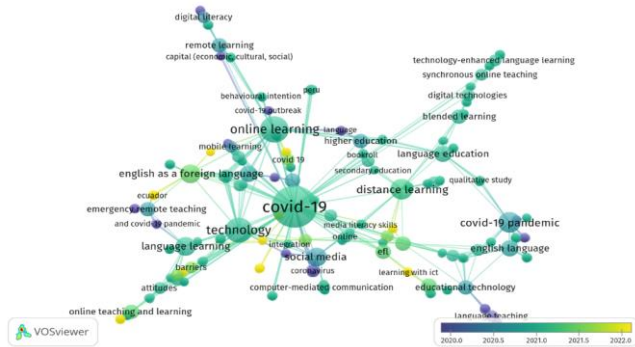 digital literacy
remote learning
capital (economic, cultural, social)
technology-enhanced language learning
synchronous online teaching
behavioural intention
peru
digital technologies
covid-19 outbreak
blended learning
online learning
language
higher education
mobile-learning
covid 19
bookroll
language education
secondary education
english as a foreign language
qualitative study
distance learning
ecuador
covid-19
emergency remote teaching
and covid-19 pandemic
media literacy skills
covid-19 pandemic
technology
online
language learning
integration
efl
english language
social media
barriers
coronavirus
learning with ict
attitudes
computer-mediated communication
educational technology
online teaching and learning
language teaching
VOSviewer
2020.0 2020.5 2021.0 2021.5 2022.0